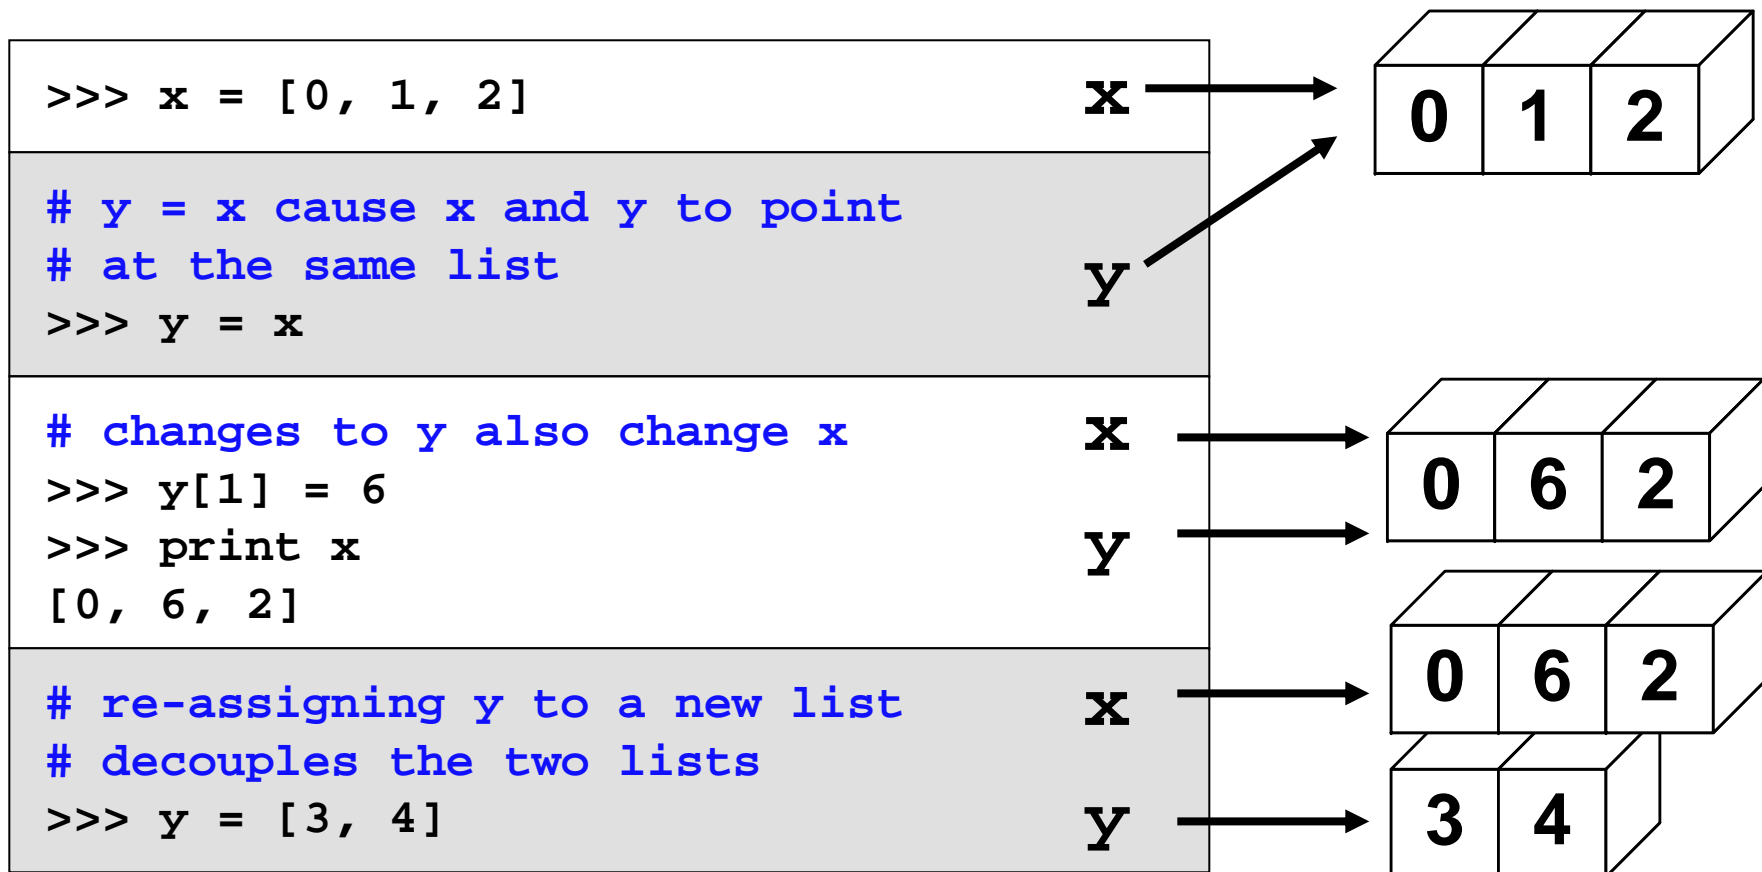 >>> x = [0, 1, 2]
x
0 1 2
# y = x cause x and y to point
# at the same list
>>> y = x
y
# changes to y also change x
>>> y[1] = 6
>>> print x
[0, 6, 2]
x
y
0 6 2
# re-assigning y to a new list
# decouples the two lists
>>> y = [3, 4]
x
0 6 2
y
3 4